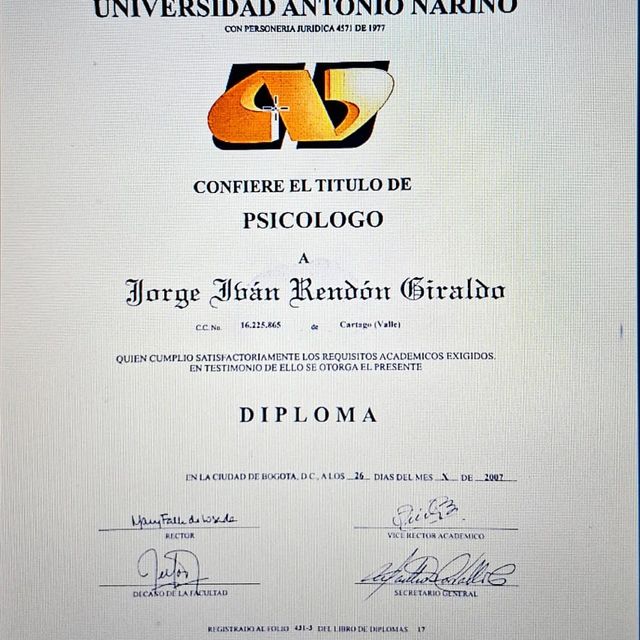 UNIVERSIDAD ANTONIO NARIÑO
CON PERSONERIA JURIDICA 4571 DE 1977
CONFIERE EL TITULO DE
PSICOLOGO
A
Jorge Iván Rendón Giraldo
C.C. No. 16.225.865 de Cartago (Valle)
QUIEN CUMPLIO SATISFACTORIAMENTE LOS REQUISITOS ACADEMICOS EXIGIDOS.
EN TESTIMONIO DE ELLO SE OTORGA EL PRESENTE
DIPLOMA
EN LA CIUDAD DE BOGOTA, D.C., A LOS 26 DIAS DEL MES X DE 2007
RECTOR
VICE RECTOR ACADEMICO
DECANO DE LA FACULTAD
SECRETARIO GENERAL
REGISTRADO AL FOLIO 431-3 DEL LIBRO DE DIPLOMAS 17